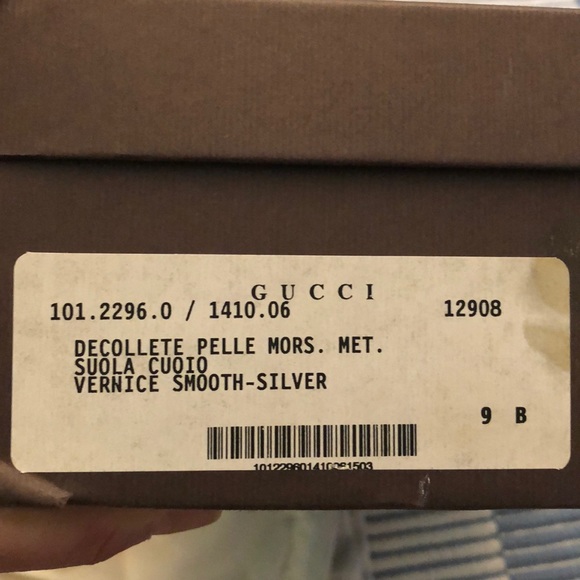 GUCCI
101.2296.0 / 1410.06 12908
DECOLLETE PELLE MORS. MET.
SUOLA CUOIO
VERNICE SMOOTH-SILVER
9 B